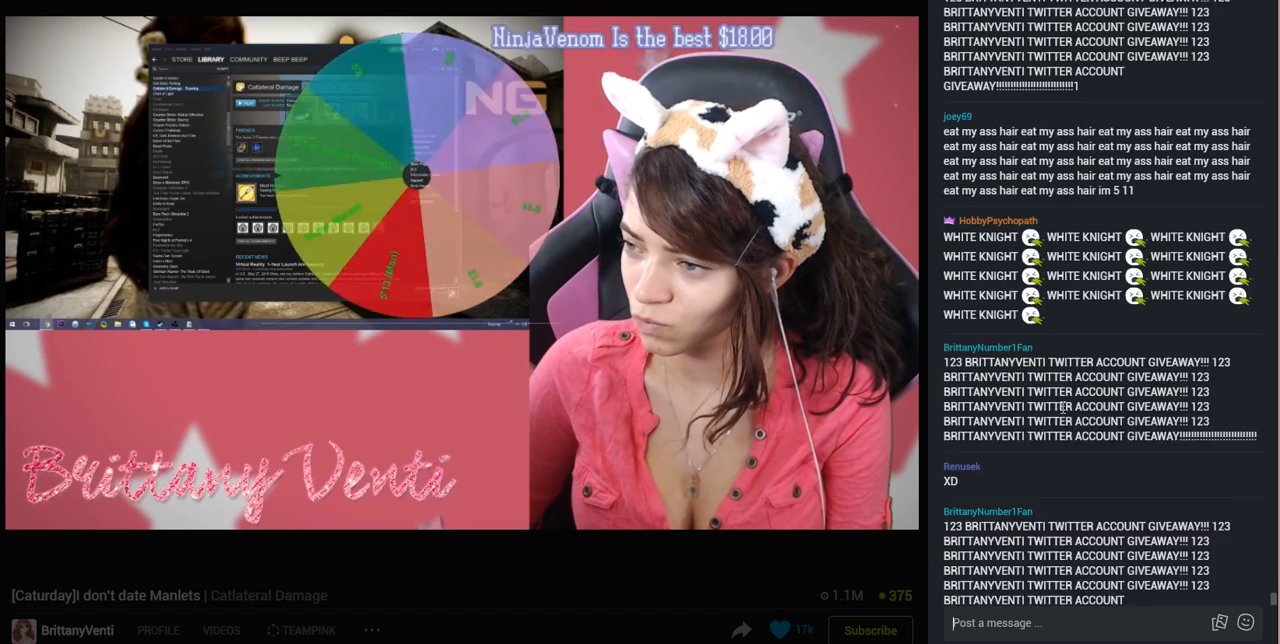 NinjaVenom Is the best $18.00
STORE LIBRARY COMMUNITY BEEP BEEP
Catlateral Damage
PLAY
FRIENDS
ACHIEVEMENTS
RECENT NEWS
NG
5'13(Man)
Brittany Venti
[Caturday]I don't date Manlets | Catlateral Damage
1.1M 375
BrittanyVenti PROFILE VIDEOS TEAMPINK
17k Subscribe
BRITTANYVENTI TWITTER ACCOUNT GIVEAWAY!!! 123
BRITTANYVENTI TWITTER ACCOUNT GIVEAWAY!!! 123
BRITTANYVENTI TWITTER ACCOUNT GIVEAWAY!!! 123
BRITTANYVENTI TWITTER ACCOUNT GIVEAWAY!!! 123
BRITTANYVENTI TWITTER ACCOUNT
GIVEAWAY!!!!!!!!!!!!!!!!!!!!!!!!!!!1
joey69
eat my ass hair eat my ass hair eat my ass hair eat my ass hair
eat my ass hair eat my ass hair eat my ass hair eat my ass hair
eat my ass hair eat my ass hair eat my ass hair eat my ass hair
eat my ass hair eat my ass hair eat my ass hair eat my ass hair
eat my ass hair eat my ass hair im 5 11
HobbyPsychopath
WHITE KNIGHT WHITE KNIGHT WHITE KNIGHT
WHITE KNIGHT WHITE KNIGHT WHITE KNIGHT
WHITE KNIGHT WHITE KNIGHT WHITE KNIGHT
WHITE KNIGHT WHITE KNIGHT WHITE KNIGHT
WHITE KNIGHT
BrittanyNumber1Fan
123 BRITTANYVENTI TWITTER ACCOUNT GIVEAWAY!!! 123
BRITTANYVENTI TWITTER ACCOUNT GIVEAWAY!!! 123
BRITTANYVENTI TWITTER ACCOUNT GIVEAWAY!!! 123
BRITTANYVENTI TWITTER ACCOUNT GIVEAWAY!!! 123
BRITTANYVENTI TWITTER ACCOUNT GIVEAWAY!!! 123
BRITTANYVENTI TWITTER ACCOUNT GIVEAWAY!!!!!!!!!!!!!!!!!!!!!!!!!!!
Renusek
XD
BrittanyNumber1Fan
123 BRITTANYVENTI TWITTER ACCOUNT GIVEAWAY!!! 123
BRITTANYVENTI TWITTER ACCOUNT GIVEAWAY!!! 123
BRITTANYVENTI TWITTER ACCOUNT GIVEAWAY!!! 123
BRITTANYVENTI TWITTER ACCOUNT GIVEAWAY!!! 123
BRITTANYVENTI TWITTER ACCOUNT GIVEAWAY!!! 123
BRITTANYVENTI TWITTER ACCOUNT
Post a message ...